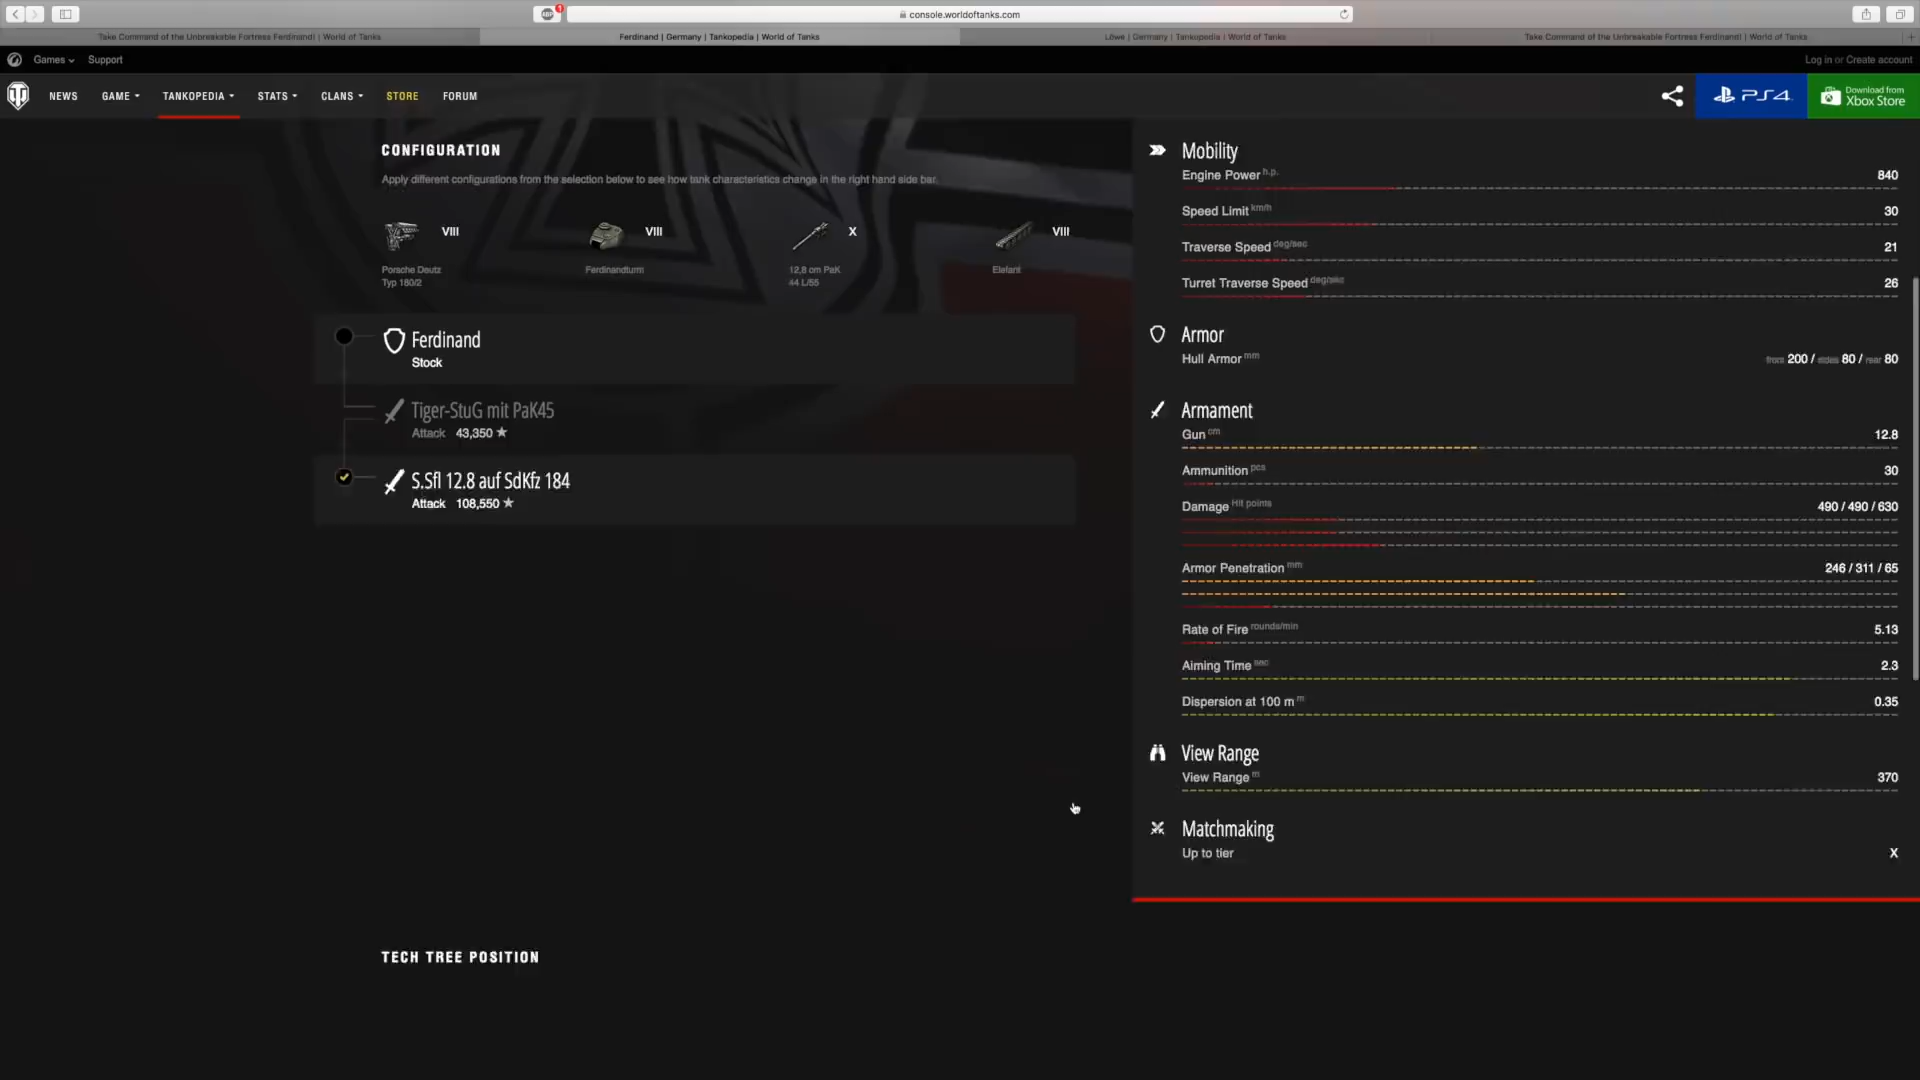 1
console.worldoftanks.com
Take Command of the Unbreakable Fortress Ferdinand! | World of Tanks
Ferdinand | Germany | Tankopedia | World of Tanks
Löwe | Germany | Tankopedia | World of Tanks
Take Command of the Unbreakable Fortress Ferdinand! | World of Tanks
Games
Support
Log in or Create account
NEWS
GAME
TANKOPEDIA
STATS
CLANS
STORE
FORUM
PS4
Download from
Xbox Store
CONFIGURATION
Apply different configurations from the selection below to see how tank characteristics change in the right hand side bar.
VIII
Porsche Deutz
Typ 180/2
VIII
Ferdinandturm
X
12,8 cm PaK
44 L/55
VIII
Elefant
Ferdinand
Stock
Tiger-StuG mit PaK45
Attack 43,350
S.Sfl 12.8 auf SdKfz 184
Attack 108,550
TECH TREE POSITION
Mobility
Engine Power h.p. 840
Speed Limit km/h 30
Traverse Speed deg/sec 21
Turret Traverse Speed deg/sec 26
Armor
Hull Armor mm front 200 / sides 80 / rear 80
Armament
Gun cm 12.8
Ammunition pcs 30
Damage Hit points 490 / 490 / 630
Armor Penetration mm 246 / 311 / 65
Rate of Fire rounds/min 5.13
Aiming Time sec 2.3
Dispersion at 100 m m 0.35
View Range
View Range m 370
Matchmaking
Up to tier X